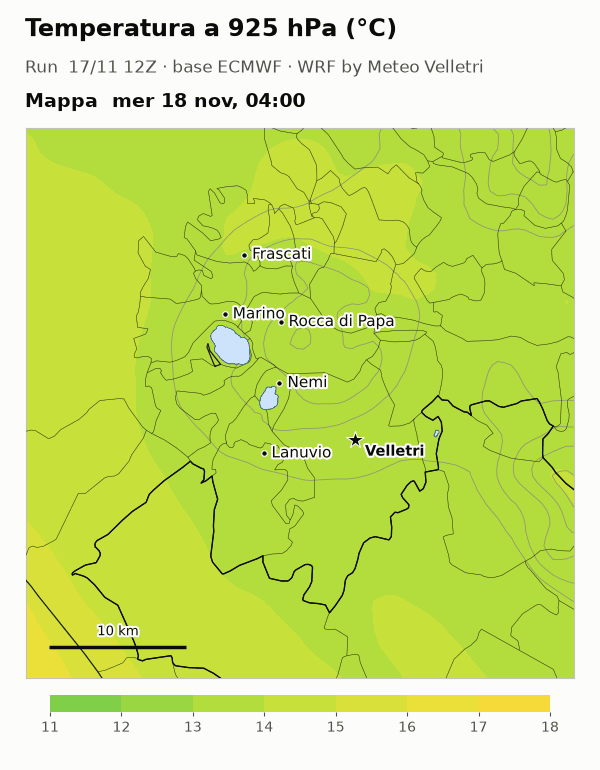 Temperatura a 925 hPa (°C)
Run  17/11 12Z · base ECMWF · WRF by Meteo Velletri
Mappa  mer 18 nov, 04:00
Frascati
Marino
Rocca di Papa
Nemi
Velletri
Lanuvio
10 km
11 12 13 14 15 16 17 18